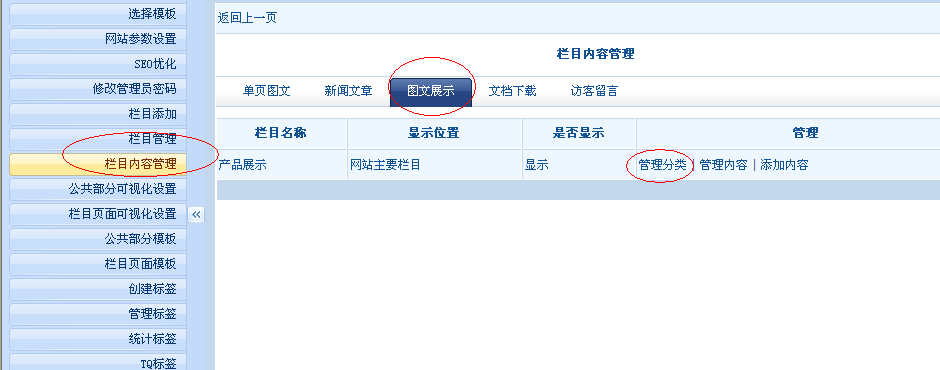 选择模板
网站参数设置
SEO优化
修改管理员密码
栏目添加
栏目管理
栏目内容管理
公共部分可视化设置
栏目页面可视化设置
公共部分模板
栏目页面模板
创建标签
管理标签
统计标签
TQ标签
«
返回上一页
栏目内容管理
单页图文 新闻文章 图文展示 文档下载 访客留言
栏目名称 显示位置 是否显示 管理
产品展示 网站主要栏目 显示 管理分类 | 管理内容 | 添加内容